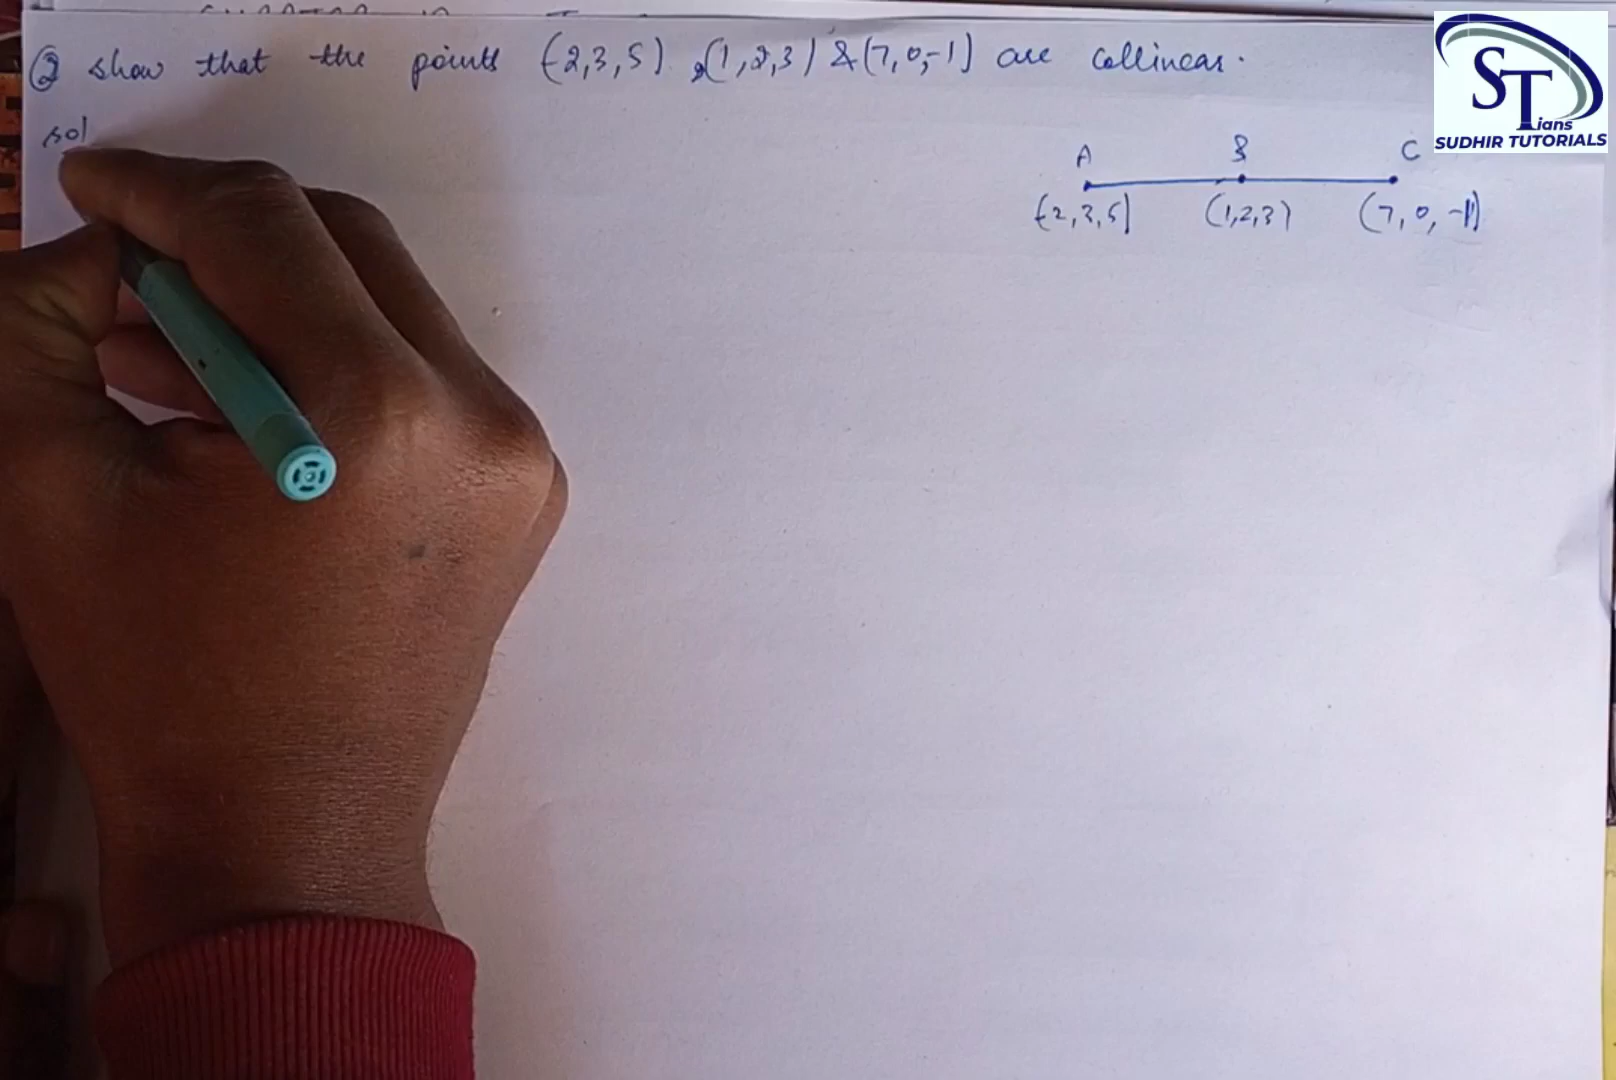 Q show that the points (-2,3,5) , (1,2,3) & (7,0,-1) are collinear.
sol
A B C
(-2,3,5) (1,2,3) (7,0,-1)
ST
ians
SUDHIR TUTORIALS